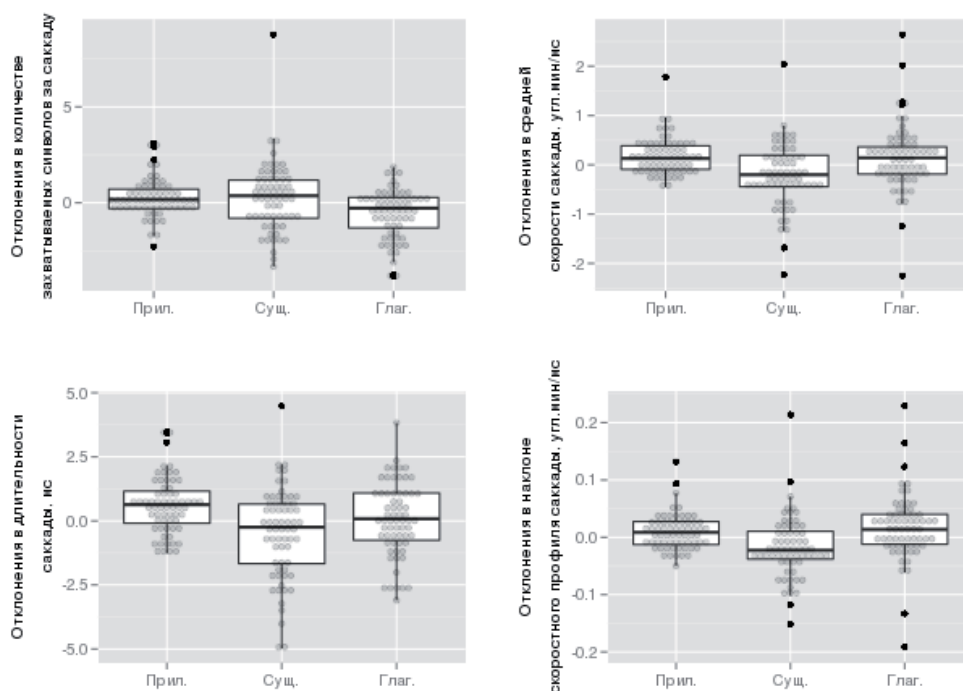 Отклонения в количестве
захватываемых символов за саккаду
5
0
Прил.
Сущ.
Глаг.
Отклонения в средней
скорости саккады. угл.мин/мс
2
1
0
-1
-2
Прил.
Сущ.
Глаг.
Отклонения в длительности
саккады. мс
5.0
2.5
0.0
-2.5
-5.0
Прил.
Сущ.
Глаг.
Отклонения в наклоне
скоростного профиля саккады. угл.мин/мс
0.2
0.1
0.0
-0.1
-0.2
Прил.
Сущ.
Глаг.